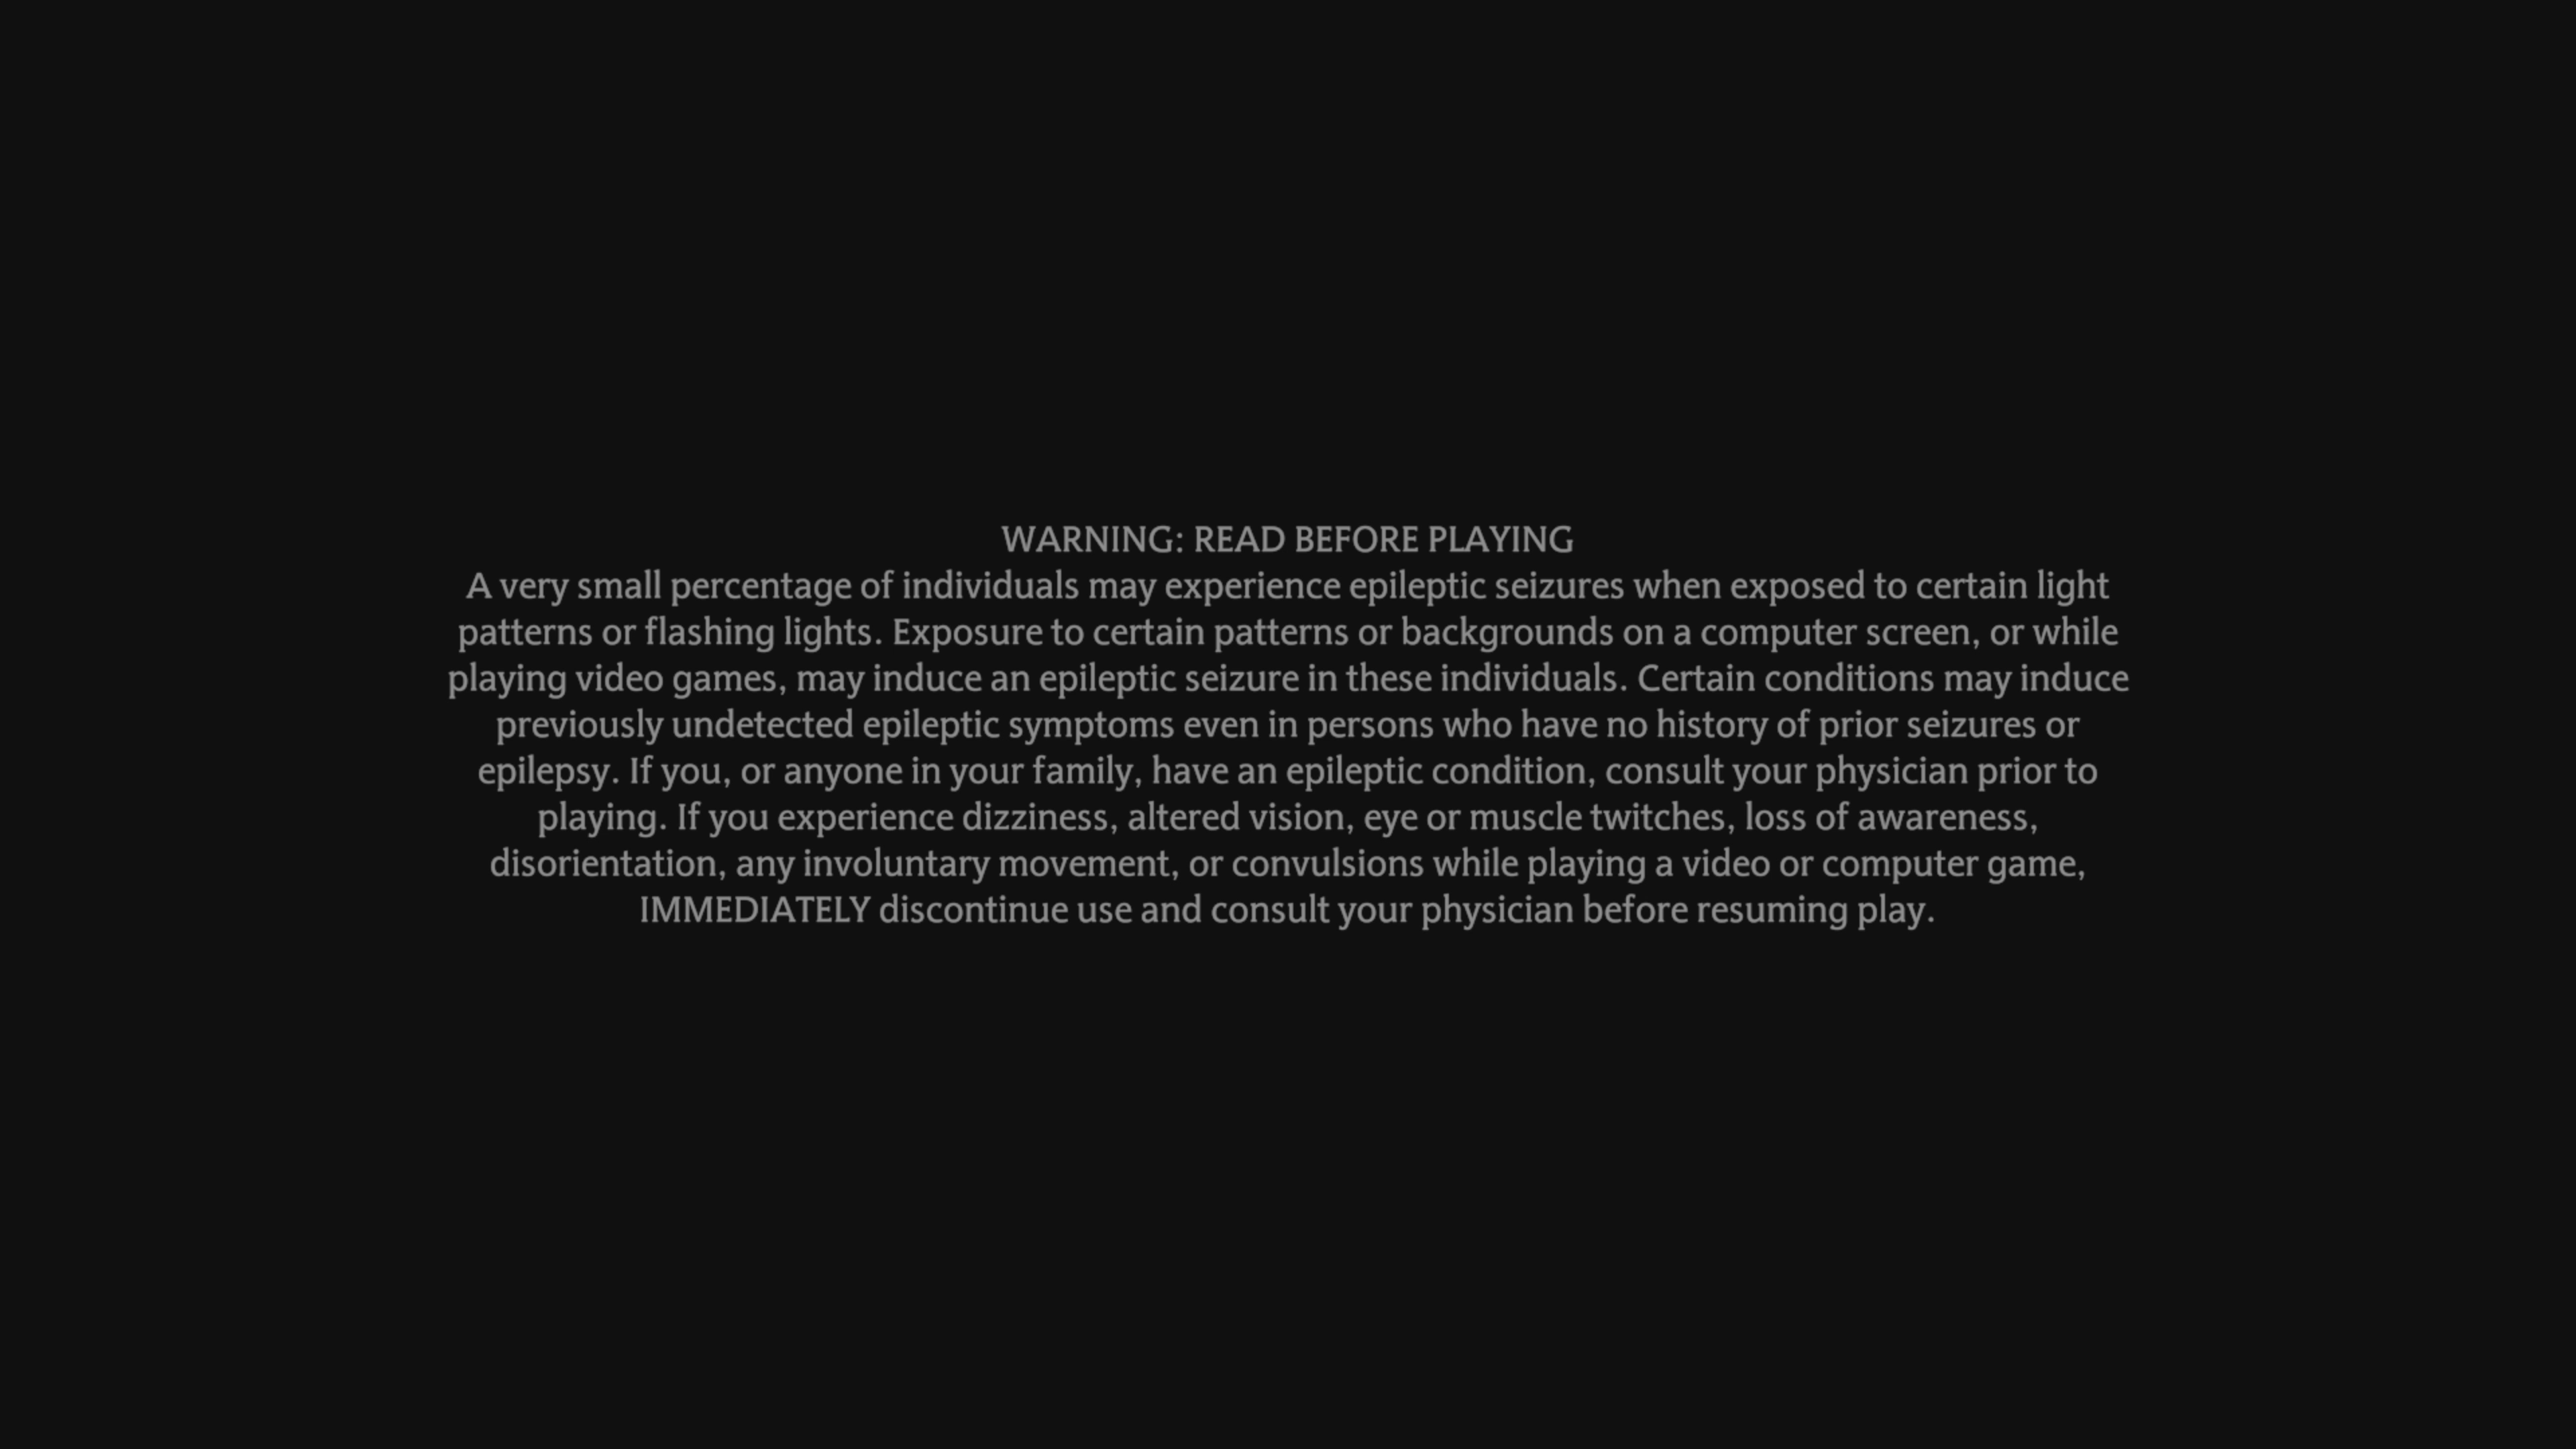 WARNING: READ BEFORE PLAYING
A very small percentage of individuals may experience epileptic seizures when exposed to certain light
patterns or flashing lights. Exposure to certain patterns or backgrounds on a computer screen, or while
playing video games, may induce an epileptic seizure in these individuals. Certain conditions may induce
previously undetected epileptic symptoms even in persons who have no history of prior seizures or
epilepsy. If you, or anyone in your family, have an epileptic condition, consult your physician prior to
playing. If you experience dizziness, altered vision, eye or muscle twitches, loss of awareness,
disorientation, any involuntary movement, or convulsions while playing a video or computer game,
IMMEDIATELY discontinue use and consult your physician before resuming play.